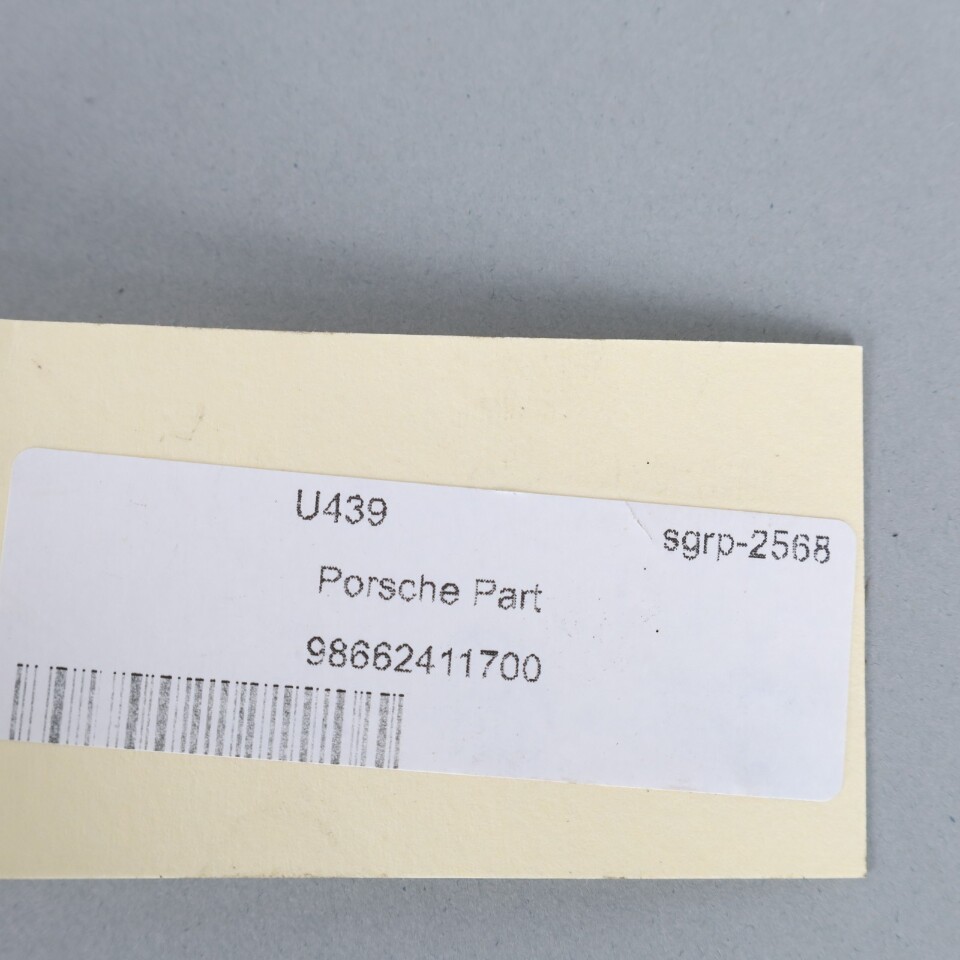 U439
sgrp-2568
Porsche Part
98662411700